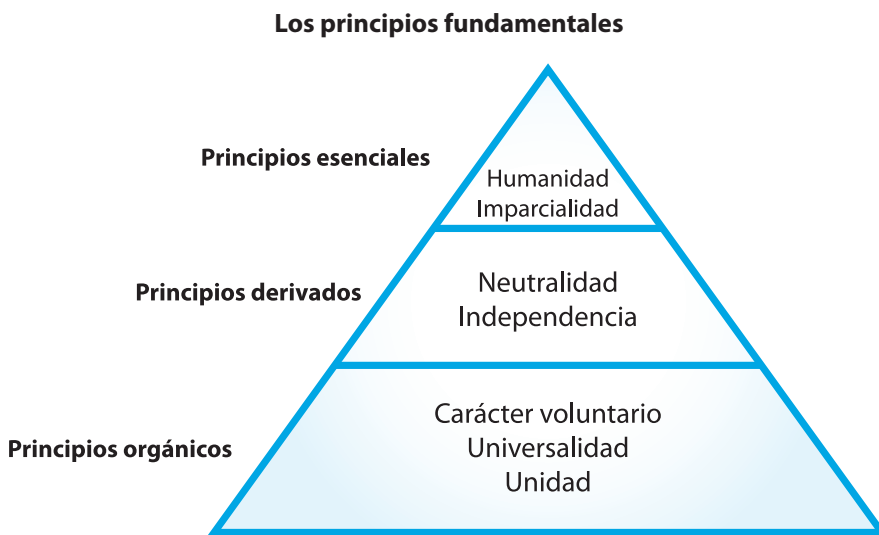 Los principios fundamentales
Principios esenciales
Humanidad
Imparcialidad
Principios derivados
Neutralidad
Independencia
Principios orgánicos
Carácter voluntario
Universalidad
Unidad